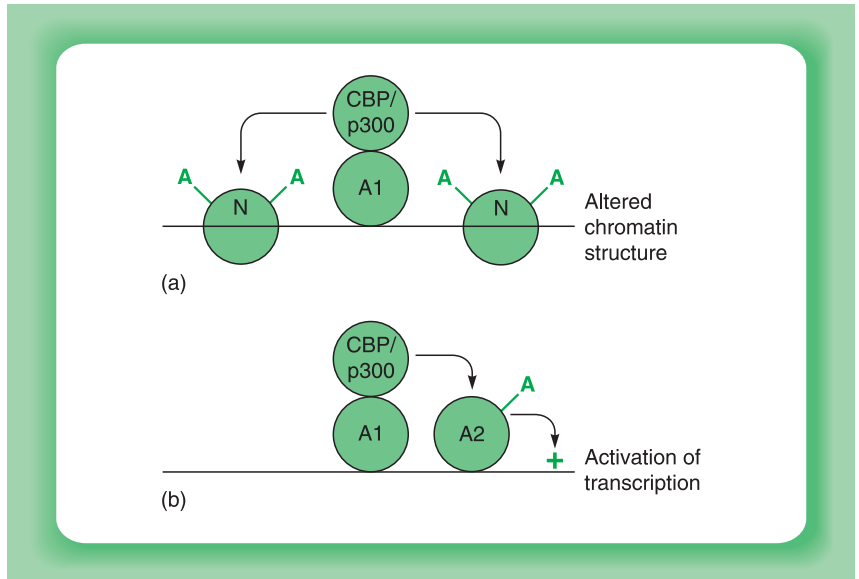 CBP/
p300
A A A A
N A1 N
Altered
chromatin
structure
(a)
CBP/
p300
A
A1 A2
+
Activation of
transcription
(b)